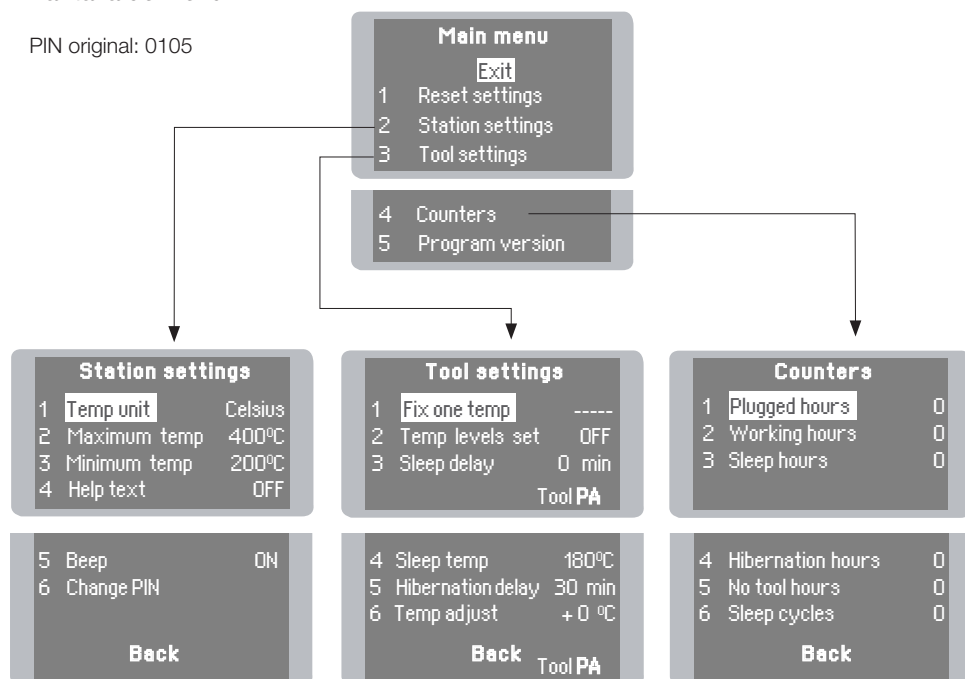 PIN original: 0105
Main menu
Exit
1 Reset settings
2 Station settings
3 Tool settings
4 Counters
5 Program version
Station settings
1 Temp unit Celsius
2 Maximum temp 400ºC
3 Minimum temp 200ºC
4 Help text OFF
5 Beep ON
6 Change PIN
Back
Tool settings
1 Fix one temp -----
2 Temp levels set OFF
3 Sleep delay 0 min
Tool PA
4 Sleep temp 180ºC
5 Hibernation delay 30 min
6 Temp adjust +0 ºC
Back
Tool PA
Counters
1 Plugged hours 0
2 Working hours 0
3 Sleep hours 0
4 Hibernation hours 0
5 No tool hours 0
6 Sleep cycles 0
Back